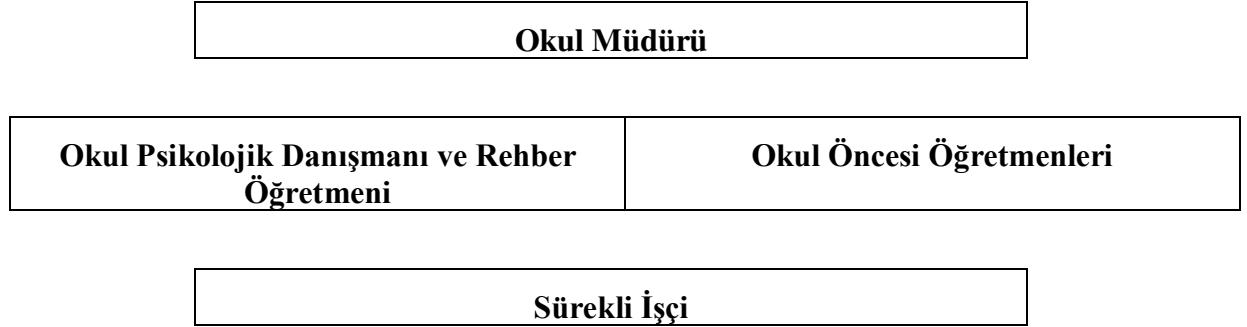 Okul Müdürü
Okul Psikolojik Danışmanı ve Rehber
Öğretmeni
Okul Öncesi Öğretmenleri
Sürekli İşçi